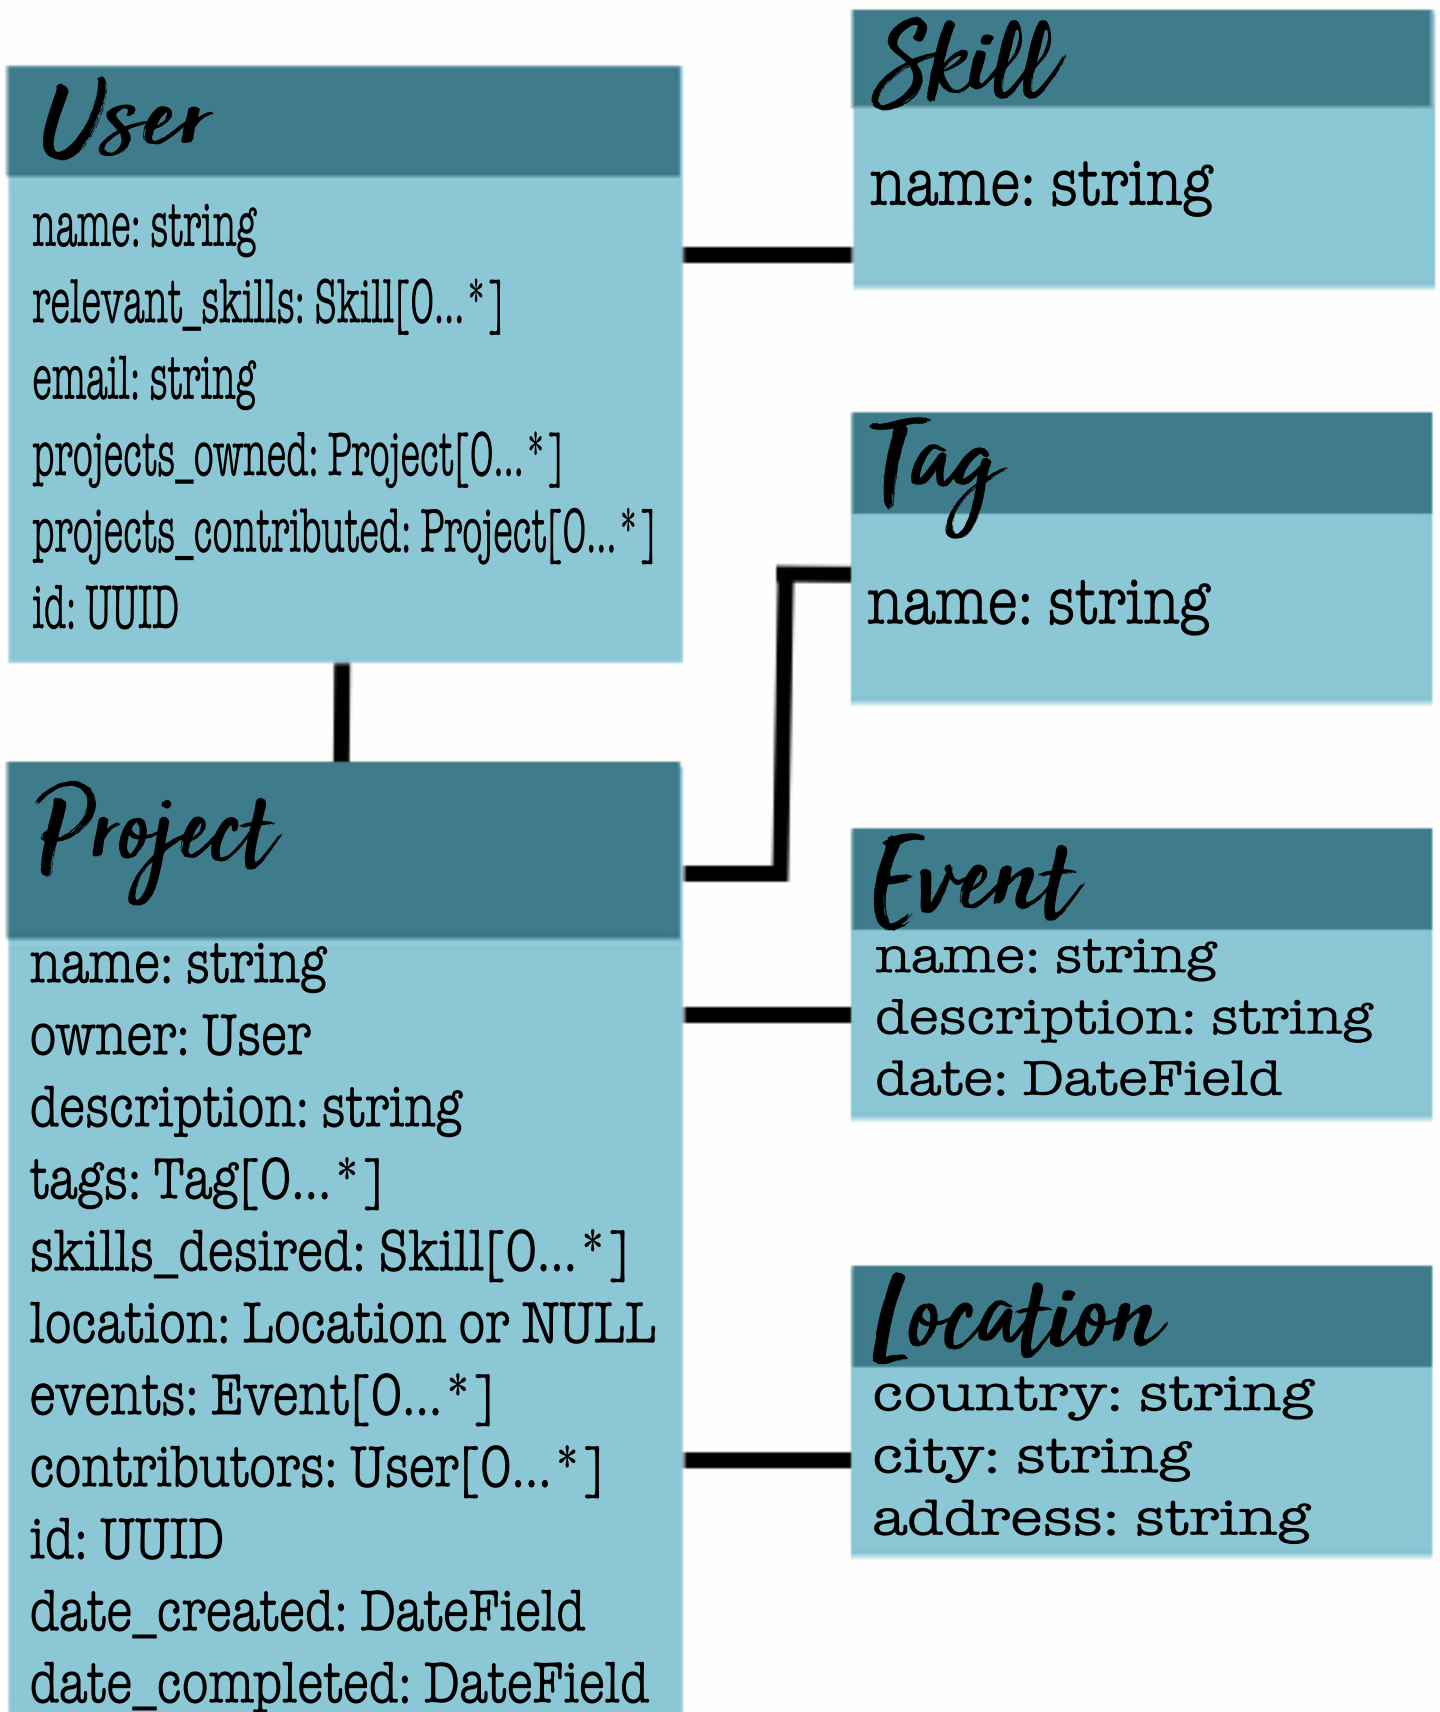 User
name: string
relevant_skills: Skill[0...*]
email: string
projects_owned: Project[0...*]
projects_contributed: Project[0...*]
id: UUID
Skill
name: string
Tag
name: string
Project
name: string
owner: User
description: string
tags: Tag[0...*]
skills_desired: Skill[0...*]
location: Location or NULL
events: Event[0...*]
contributors: User[0...*]
id: UUID
date_created: DateField
date_completed: DateField
Event
name: string
description: string
date: DateField
Location
country: string
city: string
address: string